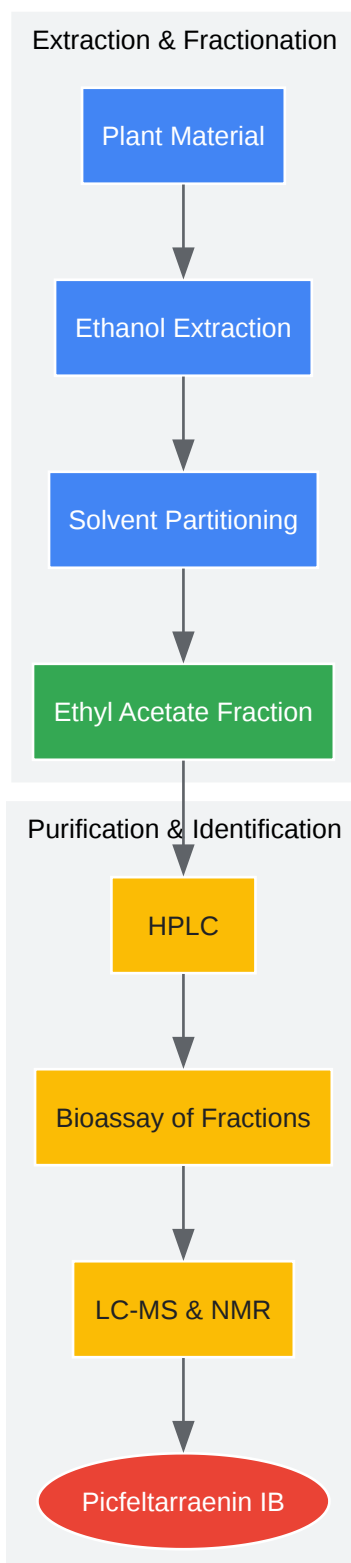 Extraction & Fractionation
Plant Material
Ethanol Extraction
Solvent Partitioning
Ethyl Acetate Fraction
Purification & Identification
HPLC
Bioassay of Fractions
LC-MS & NMR
Picfeltarraenin IB